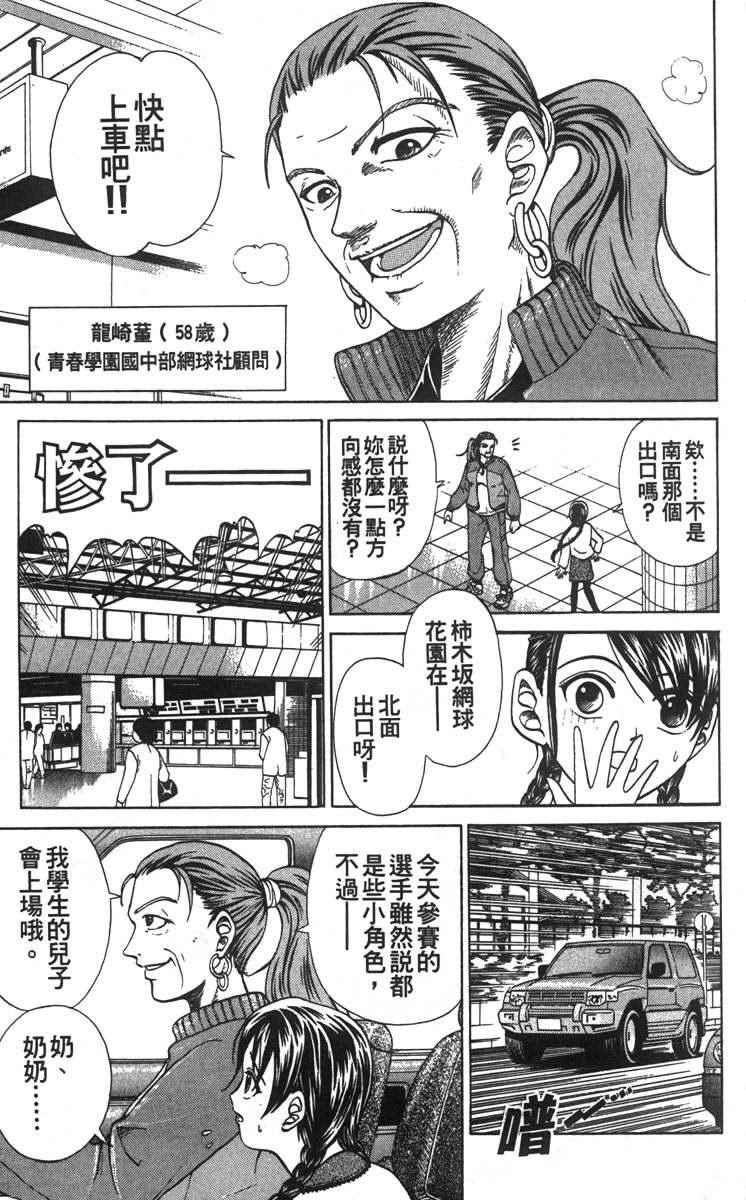 快點
上車吧!!
龍崎菫(58歲)
(青春學園國中部網球社顧問)
欸……不是
南面那個
出口嗎?
說什麼呀?
妳怎麼一點方
向感都沒有?
慘了——
柿木坂網球
花園在——
北面
出口呀!
噜——…
今天參賽的
選手雖然說都
是些小角色,
不過——
我學生的兒子
會上場哦。
奶、
奶奶……